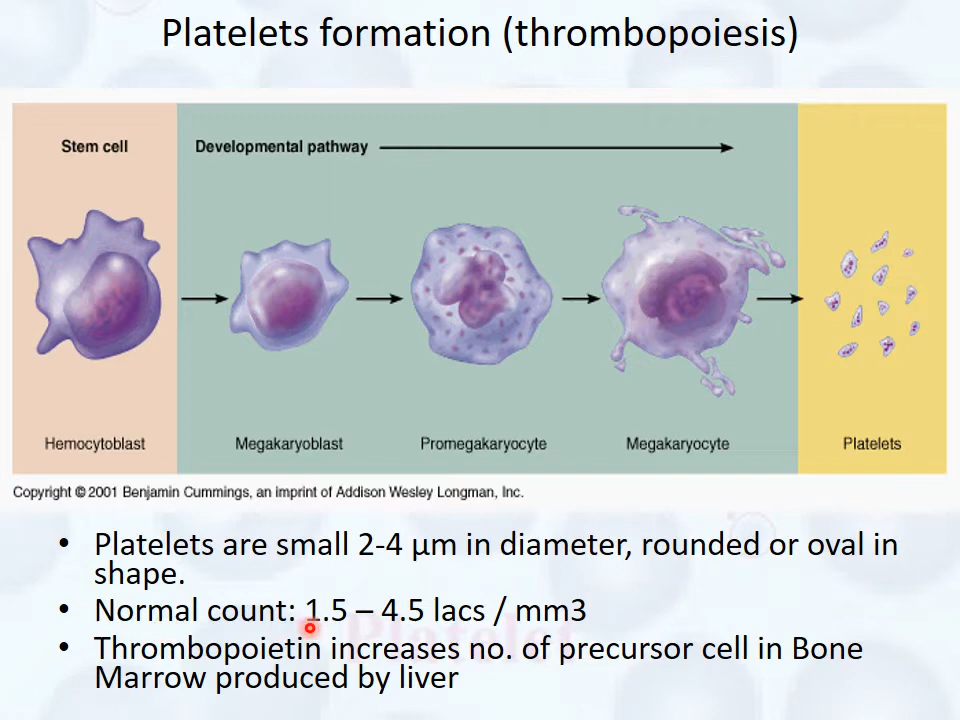 Platelets formation (thrombopoiesis)
Stem cell
Developmental pathway
Hemocytoblast
Megakaryoblast
Promegakaryocyte
Megakaryocyte
Platelets
Copyright © 2001 Benjamin Cummings, an imprint of Addison Wesley Longman, Inc.
• Platelets are small 2-4 µm in diameter, rounded or oval in
shape.
• Normal count: 1.5 – 4.5 lacs / mm3
Platelet
• Thrombopoietin increases no. of precursor cell in Bone
Marrow produced by liver